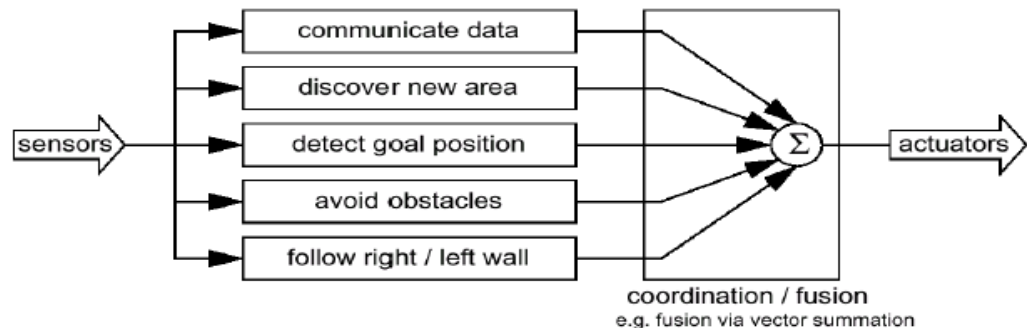 communicate data
discover new area
sensors
detect goal position
Σ
actuators
avoid obstacles
follow right / left wall
coordination / fusion
e.g. fusion via vector summation